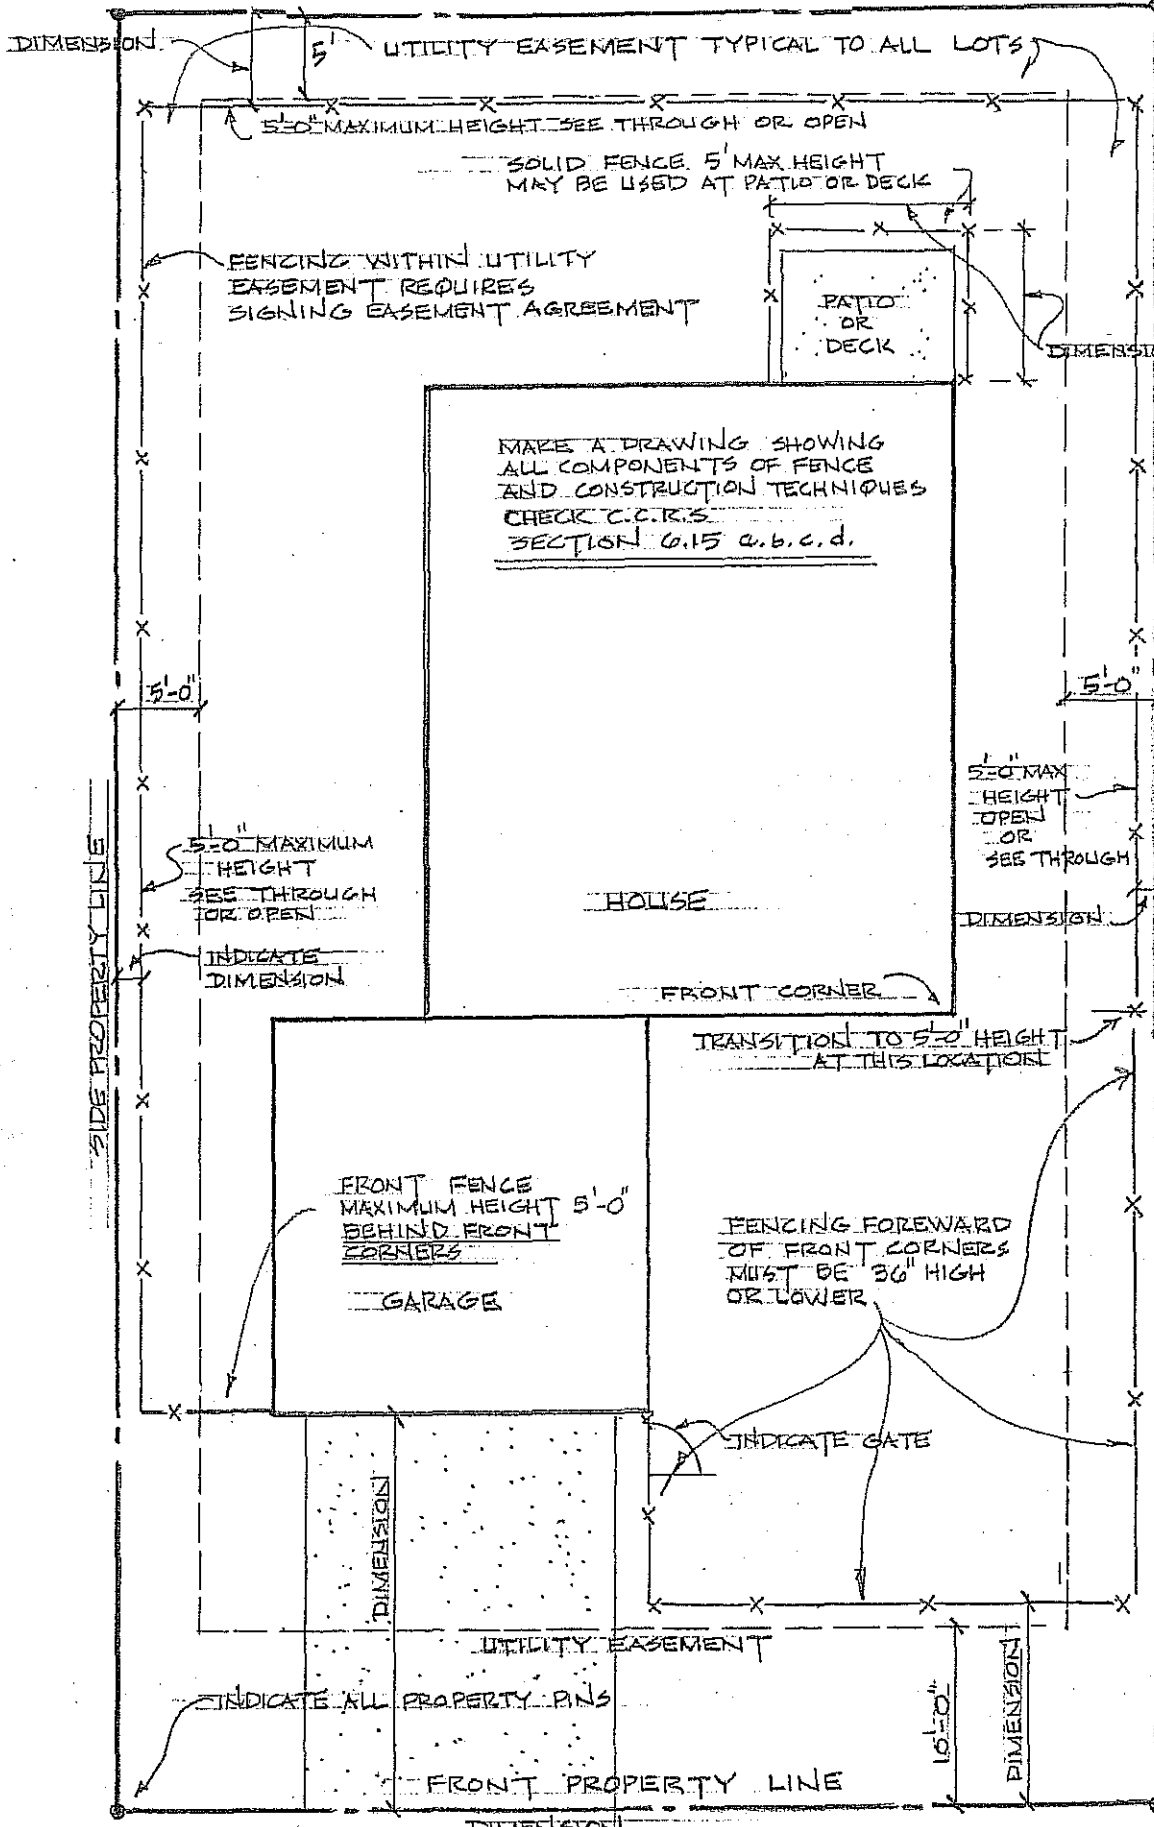 DIMENSION
5'
UTILITY EASEMENT TYPICAL TO ALL LOTS
5'-0" MAXIMUM HEIGHT SEE THROUGH OR OPEN
SOLID FENCE 5' MAX HEIGHT
MAY BE USED AT PATIO OR DECK
FENCING WITHIN UTILITY
EASEMENT REQUIRES
SIGNING EASEMENT AGREEMENT
PATIO
OR
DECK
DIMENSI
MAKE A DRAWING SHOWING
ALL COMPONENTS OF FENCE
AND CONSTRUCTION TECHNIQUES
CHECK C.C.R.S
SECTION 6.15 a.b.c.d.
5'-0"
5'-0"
5'-0" MAX
HEIGHT
OPEN
OR
SEE THROUGH
5'-0" MAXIMUM
HEIGHT
SEE THROUGH
OR OPEN
SIDE PROPERTY LINE
HOUSE
DIMENSION
INDICATE
DIMENSION
FRONT CORNER
TRANSITION TO 5'-0" HEIGHT
AT THIS LOCATION
FRONT FENCE
MAXIMUM HEIGHT 5'-0"
BEHIND FRONT
CORNERS
GARAGE
FENCING FOREWARD
OF FRONT CORNERS
MUST BE 36" HIGH
OR LOWER
INDICATE GATE
DIMENSION
UTILITY EASEMENT
INDICATE ALL PROPERTY PINS
10'-0"
DIMENSION
FRONT PROPERTY LINE
DIMENSION